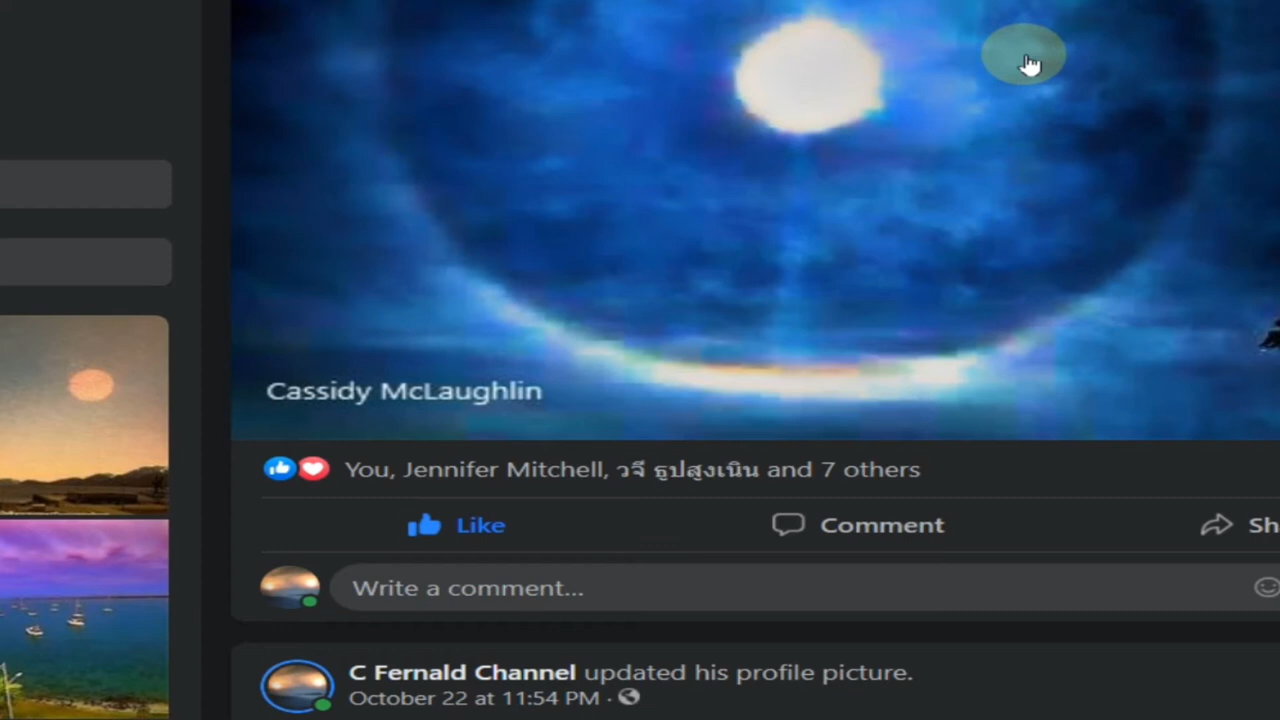 Cassidy McLaughlin
You, Jennifer Mitchell, วจี ธูปสูงเนิน and 7 others
Like
Comment
Sh
Write a comment...
C Fernald Channel updated his profile picture.
October 22 at 11:54 PM ·